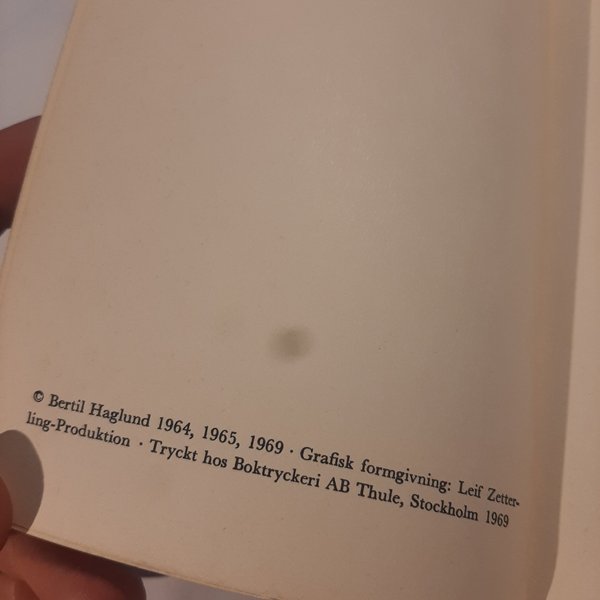 © Bertil Haglund 1964, 1965, 1969 · Grafisk formgivning: Leif Zetter-
ling-Produktion · Tryckt hos Boktryckeri AB Thule, Stockholm 1969